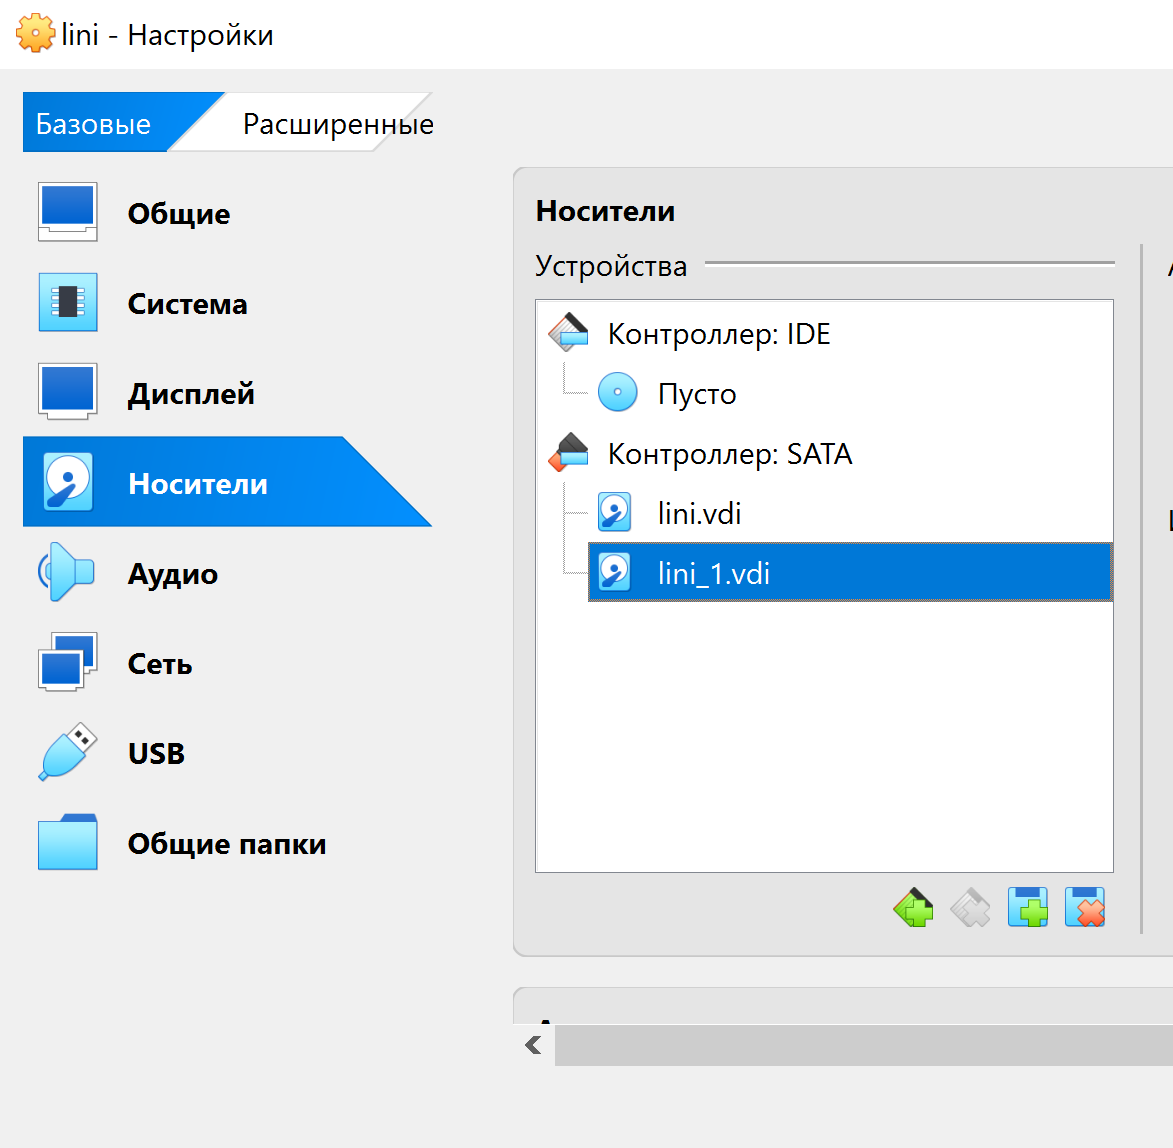 lini - Настройки
Базовые
Расширенные
Общие
Система
Дисплей
Носители
Аудио
Сеть
USB
Общие папки
Носители
Устройства
Контроллер: IDE
Пусто
Контроллер: SATA
lini.vdi
lini_1.vdi